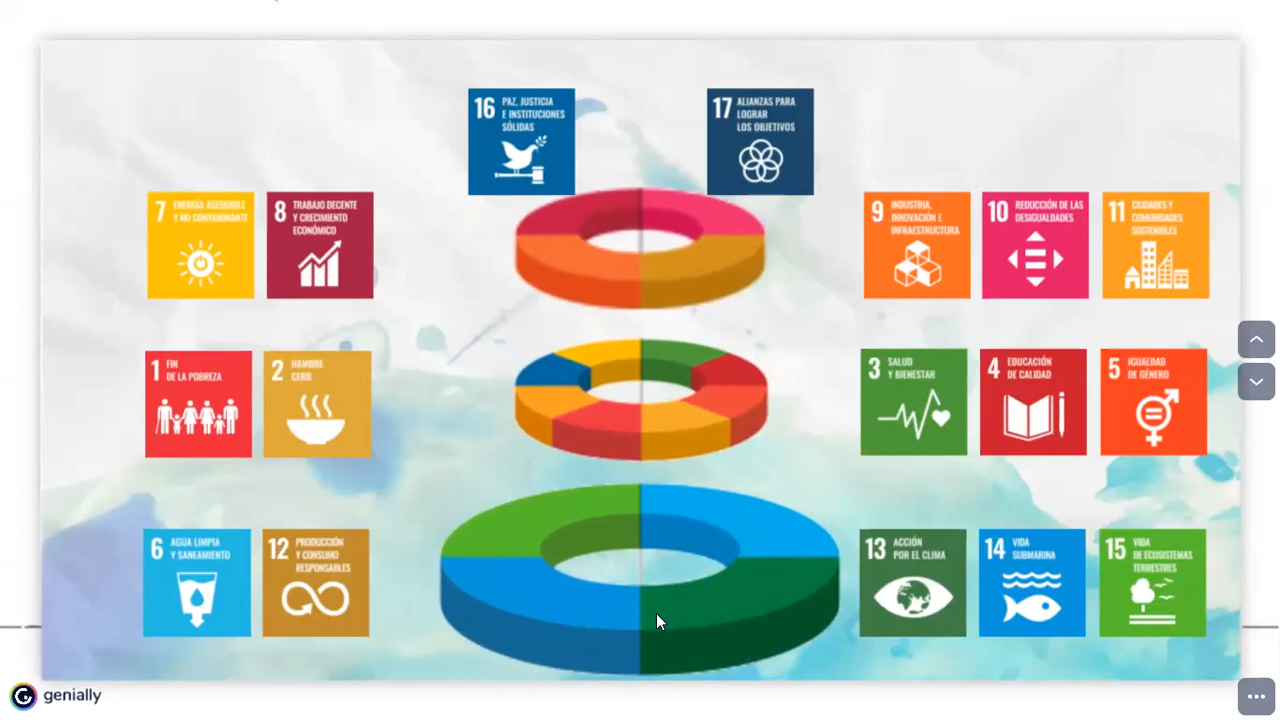 16 PAZ, JUSTICIA
E INSTITUCIONES
SÓLIDAS
17 ALIANZAS PARA
LOGRAR
LOS OBJETIVOS
7 ENERGÍA ASEQUIBLE
Y NO CONTAMINANTE
8 TRABAJO DECENTE
Y CRECIMIENTO
ECONÓMICO
9 INDUSTRIA,
INNOVACIÓN E
INFRAESTRUCTURA
10 REDUCCIÓN DE LAS
DESIGUALDADES
11 CIUDADES Y
COMUNIDADES
SOSTENIBLES
1 FIN
DE LA POBREZA
2 HAMBRE
CERO
3 SALUD
Y BIENESTAR
4 EDUCACIÓN
DE CALIDAD
5 IGUALDAD
DE GÉNERO
6 AGUA LIMPIA
Y SANEAMIENTO
12 PRODUCCIÓN
Y CONSUMO
RESPONSABLES
13 ACCIÓN
POR EL CLIMA
14 VIDA
SUBMARINA
15 VIDA
DE ECOSISTEMAS
TERRESTRES
genially